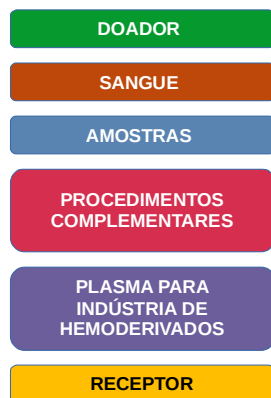 DOADOR
SANGUE
AMOSTRAS
PROCEDIMENTOS
COMPLEMENTARES
PLASMA PARA
INDÚSTRIA DE
HEMODERIVADOS
RECEPTOR